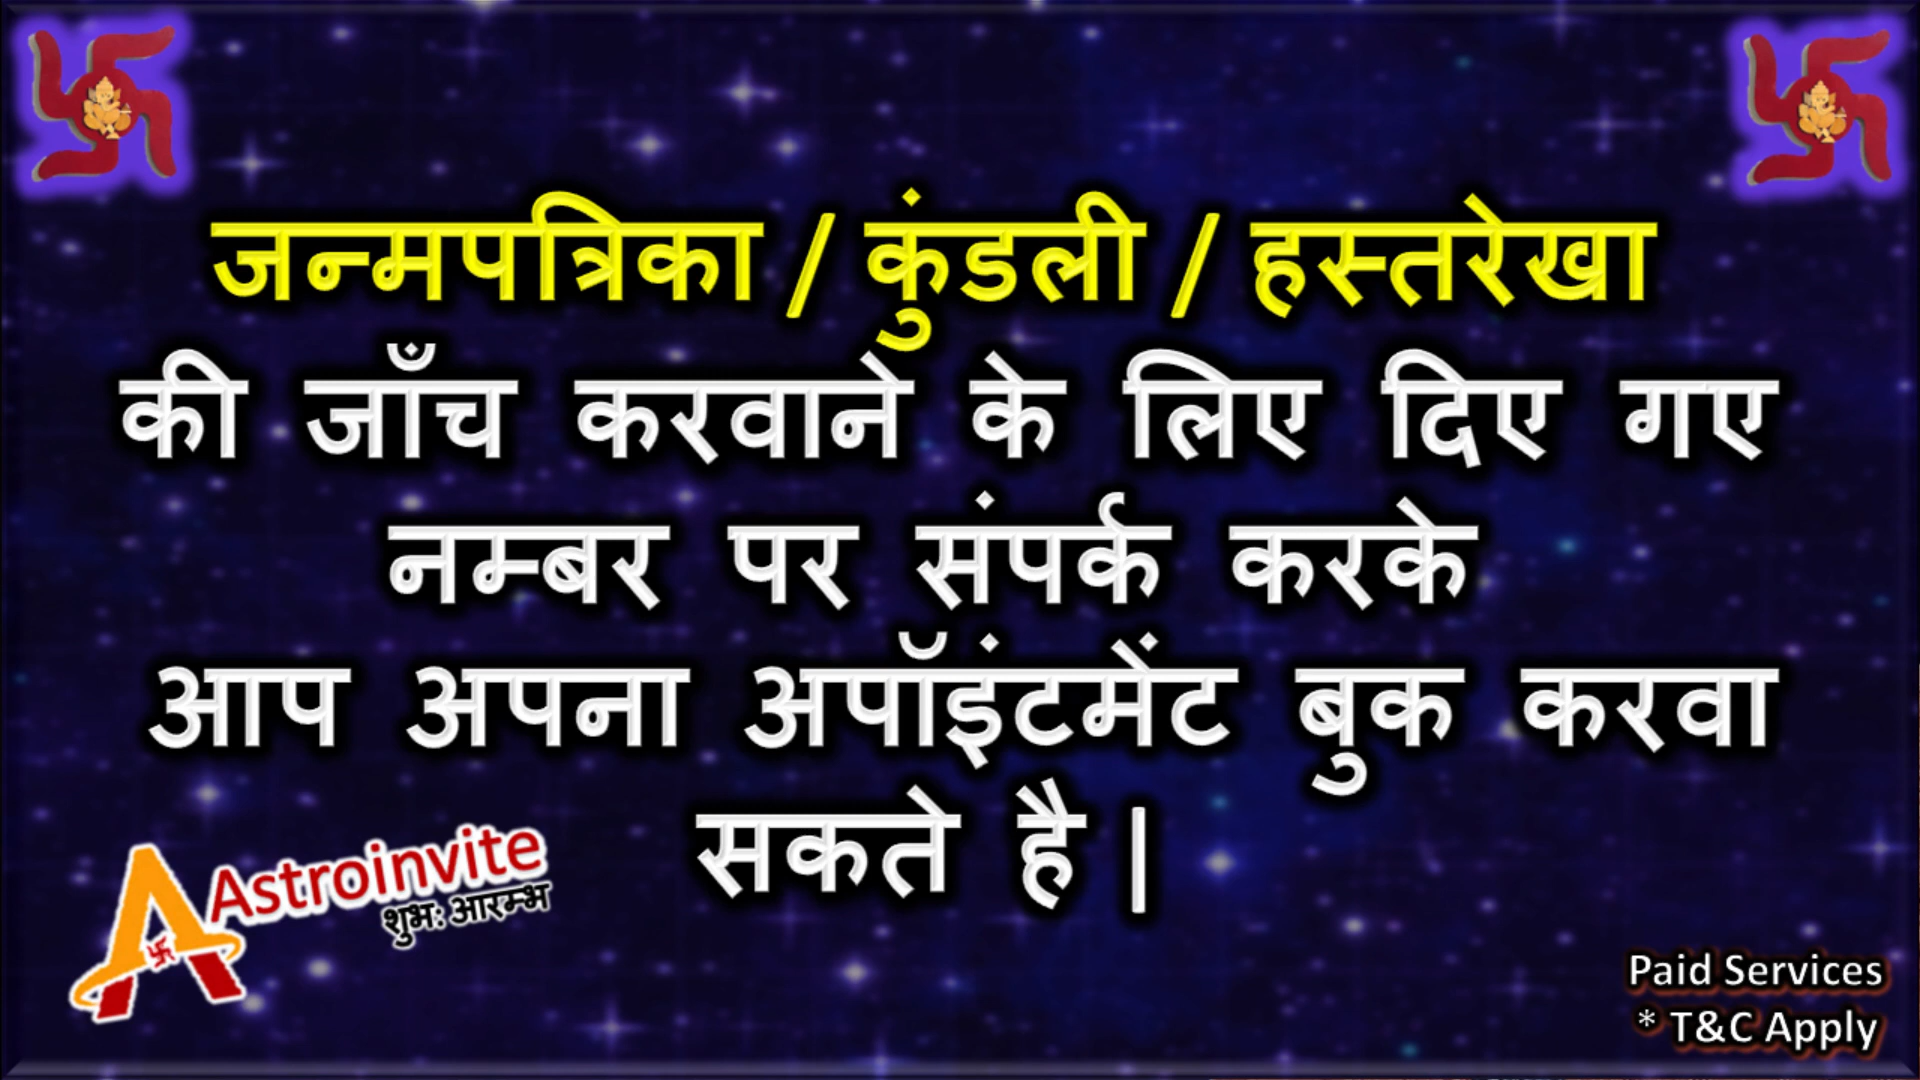 जन्मपत्रिका / कुंडली / हस्तरेखा
की जाँच करवाने के लिए दिए गए
नम्बर पर संपर्क करके
आप अपना अपॉइंटमेंट बुक करवा
सकते है |
Astroinvite
शुभः आरम्भ
Paid Services
* T&C Apply